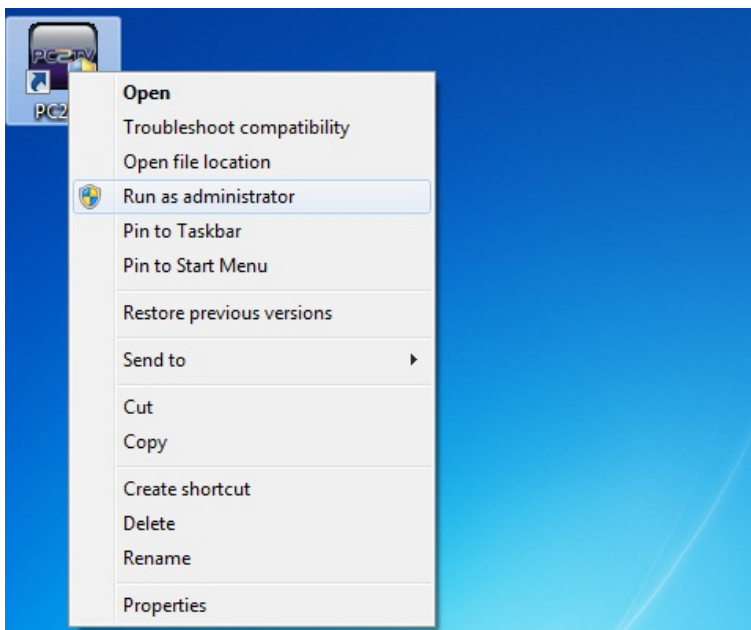 PC2TV
PC2
Open
Troubleshoot compatibility
Open file location
Run as administrator
Pin to Taskbar
Pin to Start Menu
Restore previous versions
Send to
Cut
Copy
Create shortcut
Delete
Rename
Properties